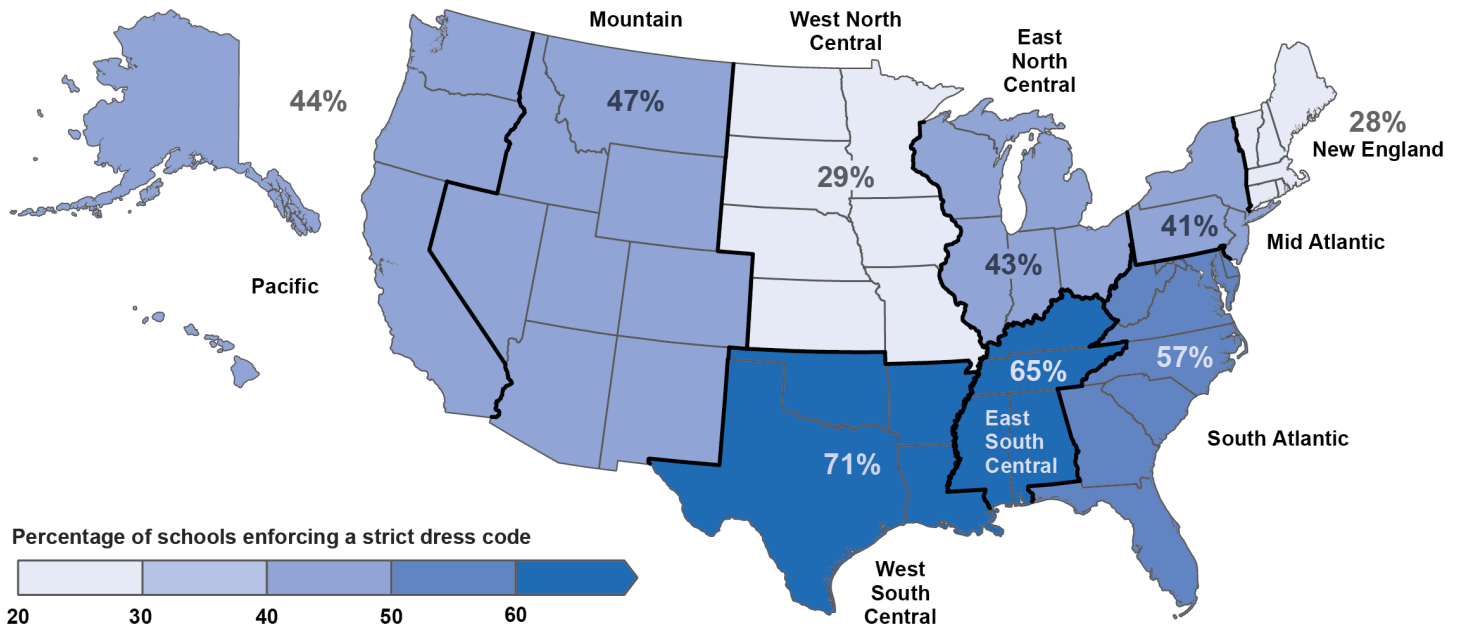 Mountain
West North
Central
East
North
Central
44%
47%
28%
New England
29%
41%
Mid Atlantic
43%
Pacific
57%
65%
East
South
Central
South Atlantic
71%
Percentage of schools enforcing a strict dress code
20 30 40 50 60
West
South
Central